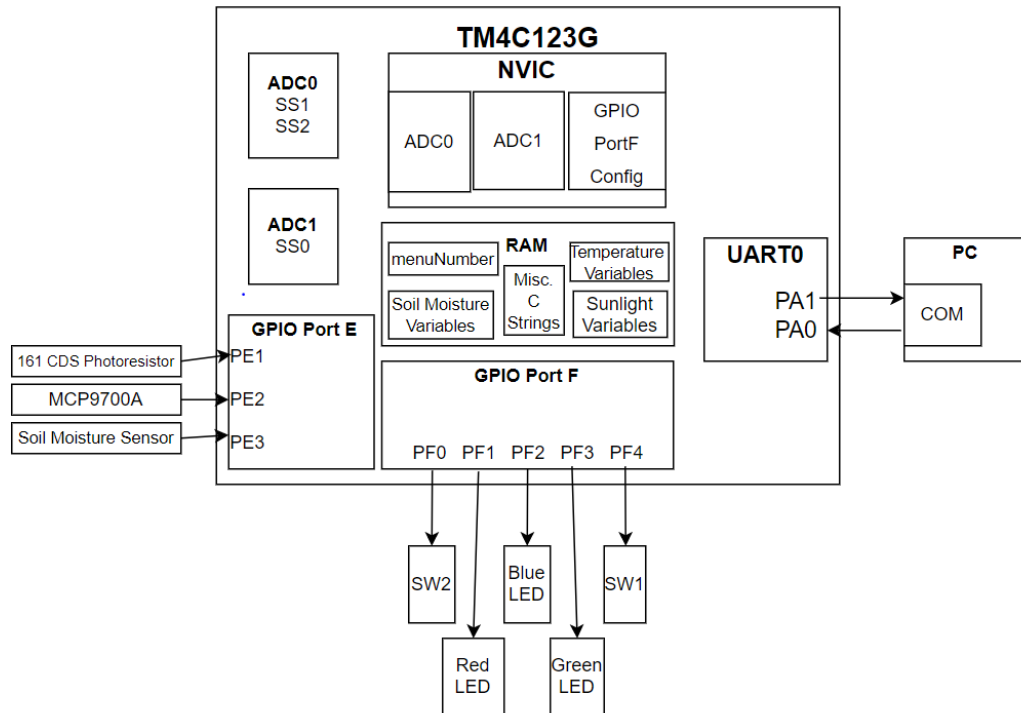 TM4C123G
ADC0
SS1
SS2
NVIC
ADC0
ADC1
GPIO
PortF
Config
ADC1
SS0
RAM
menuNumber
Misc.
C
Strings
Temperature
Variables
Soil Moisture
Variables
Sunlight
Variables
UART0
PA1
PA0
PC
COM
GPIO Port E
PE1
PE2
PE3
161 CDS Photoresistor
MCP9700A
Soil Moisture Sensor
GPIO Port F
PF0 PF1 PF2 PF3 PF4
SW2
Blue
LED
SW1
Red
LED
Green
LED